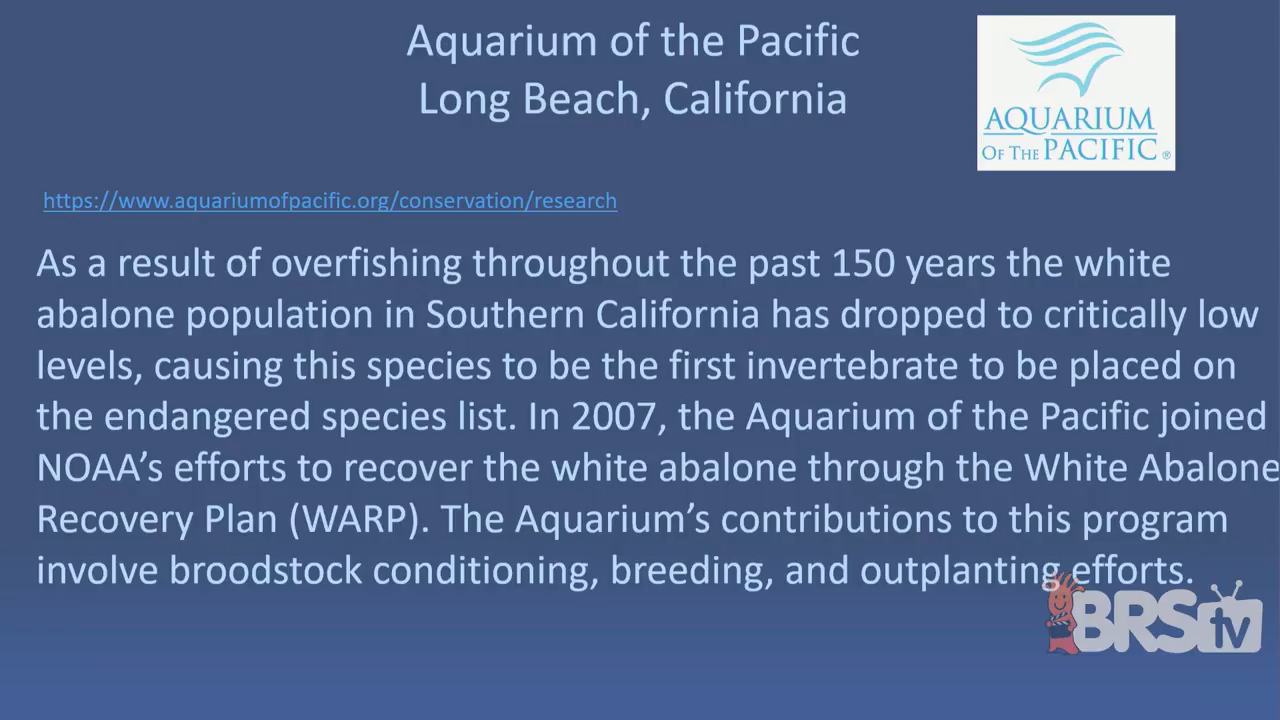 Aquarium of the Pacific
Long Beach, California
AQUARIUM
OF THE PACIFIC®
https://www.aquariumofpacific.org/conservation/research
As a result of overfishing throughout the past 150 years the white
abalone population in Southern California has dropped to critically low
levels, causing this species to be the first invertebrate to be placed on
the endangered species list. In 2007, the Aquarium of the Pacific joined
NOAA’s efforts to recover the white abalone through the White Abalone
Recovery Plan (WARP). The Aquarium’s contributions to this program
involve broodstock conditioning, breeding, and outplanting efforts.
BRS tv